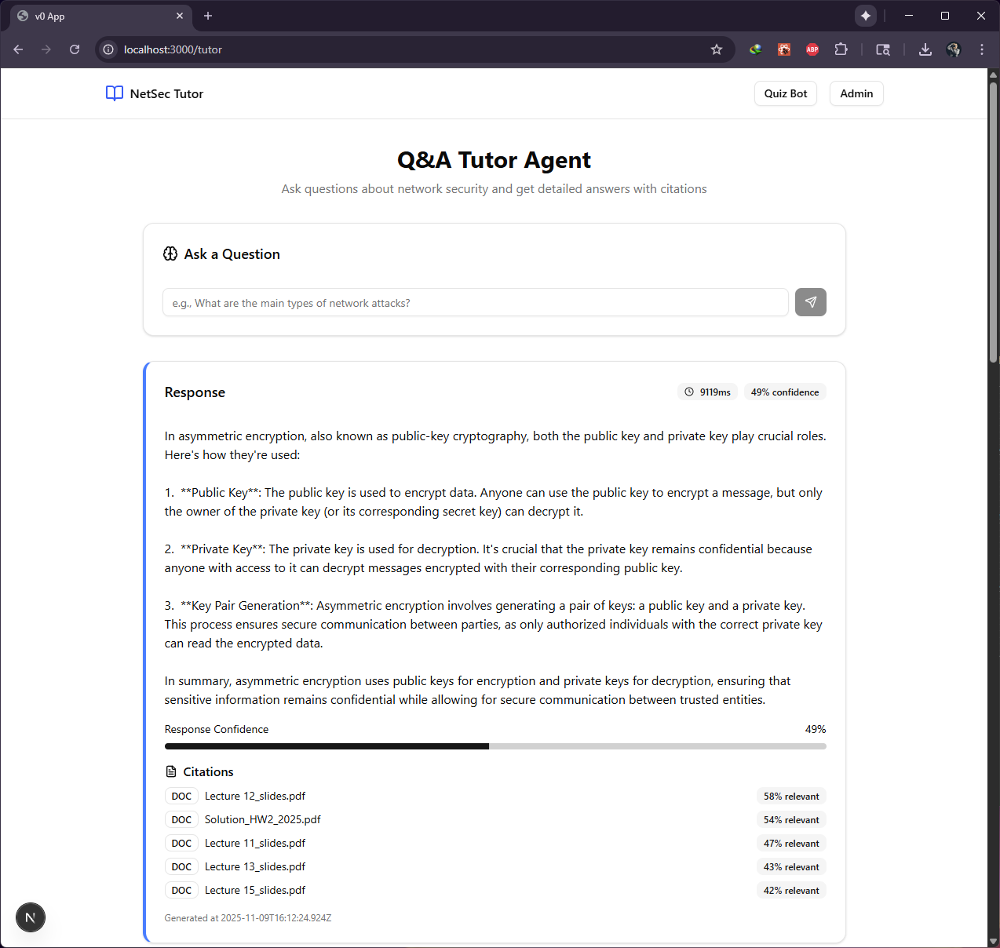 v0 App
localhost:3000/tutor
ABP
NetSec Tutor
Quiz Bot
Admin
Q&A Tutor Agent
Ask questions about network security and get detailed answers with citations
Ask a Question
e.g., What are the main types of network attacks?
Response
9119ms
49% confidence
In asymmetric encryption, also known as public-key cryptography, both the public key and private key play crucial roles.
Here's how they're used:
1.  **Public Key**: The public key is used to encrypt data. Anyone can use the public key to encrypt a message, but only
the owner of the private key (or its corresponding secret key) can decrypt it.
2.  **Private Key**: The private key is used for decryption. It's crucial that the private key remains confidential because
anyone with access to it can decrypt messages encrypted with their corresponding public key.
3.  **Key Pair Generation**: Asymmetric encryption involves generating a pair of keys: a public key and a private key.
This process ensures secure communication between parties, as only authorized individuals with the correct private key
can read the encrypted data.
In summary, asymmetric encryption uses public keys for encryption and private keys for decryption, ensuring that
sensitive information remains confidential while allowing for secure communication between trusted entities.
Response Confidence 49%
Citations
DOC Lecture 12_slides.pdf 58% relevant
DOC Solution_HW2_2025.pdf 54% relevant
DOC Lecture 11_slides.pdf 47% relevant
DOC Lecture 13_slides.pdf 43% relevant
DOC Lecture 15_slides.pdf 42% relevant
Generated at 2025-11-09T16:12:24.924Z
N